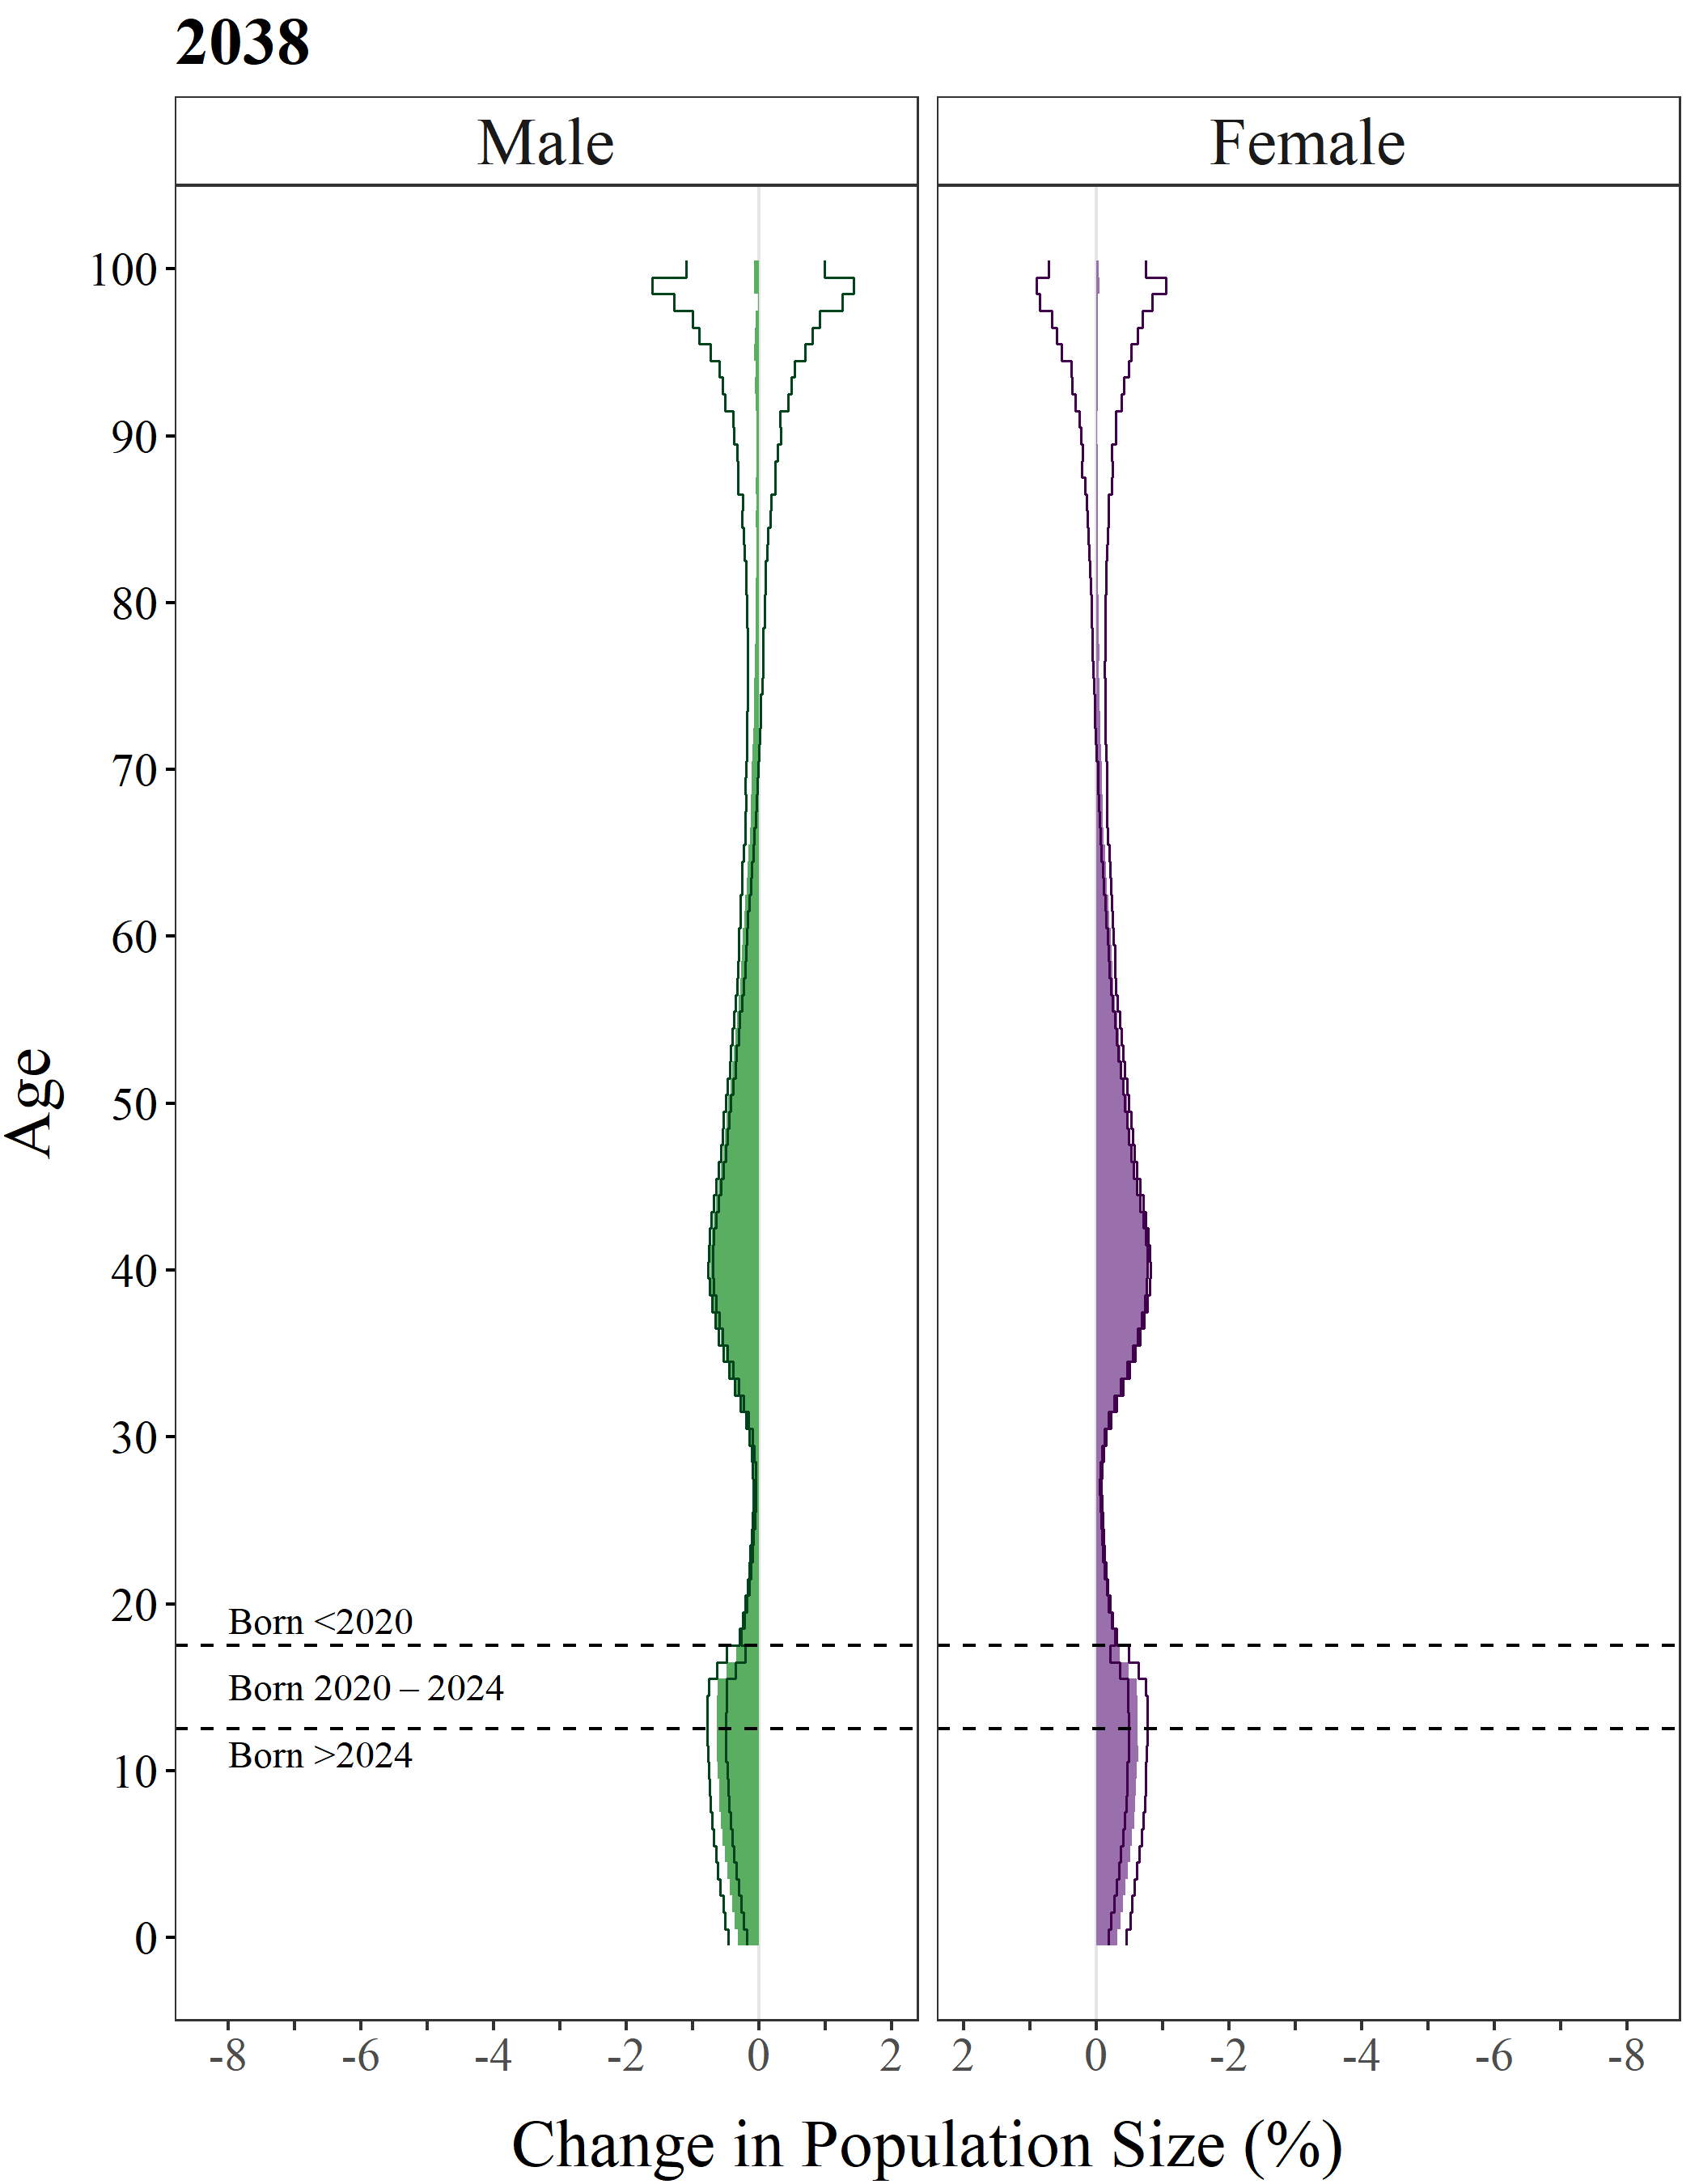 2038
Male
Female
100
90
80
70
60
50
40
30
20
10
0
Age
Born <2020
Born 2020 – 2024
Born >2024
-8 -6 -4 -2 0 2
2 0 -2 -4 -6 -8
Change in Population Size (%)